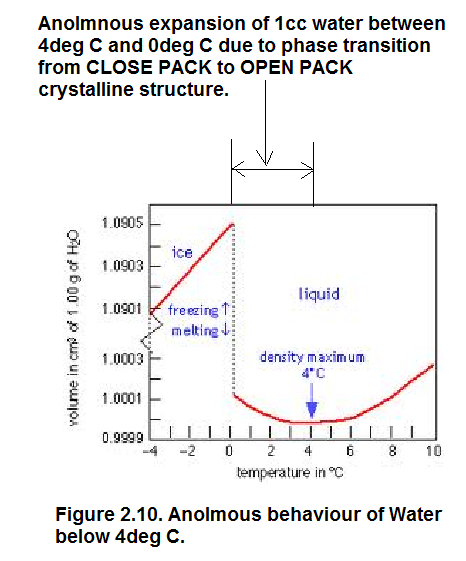 Anolmnous expansion of 1cc water between
4deg C and 0deg C due to phase transition
from CLOSE PACK to OPEN PACK
crystalline structure.
1.0905
1.0903
1.0901
1.0003
1.0001
0.9999
volume in cm³ of 1.00 g of H₂O
ice
freezing ↑
melting ↓
liquid
density maximum
4°C
-4 -2 0 2 4 6 8 10
temperature in °C
Figure 2.10. Anolmous behaviour of Water
below 4deg C.